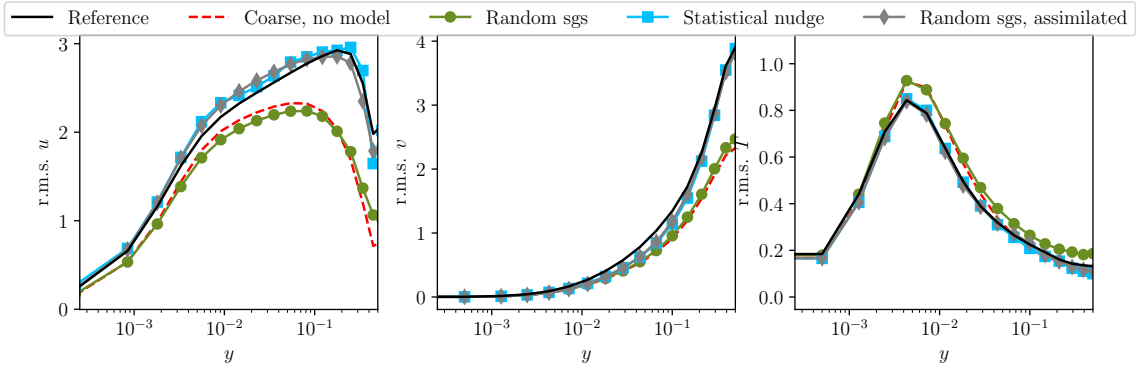 Reference
Coarse, no model
Random sgs
Statistical nudge
Random sgs, assimilated
r.m.s. u
3
2
1
0
10⁻³
10⁻²
10⁻¹
y
r.m.s. v
4
3
2
1
0
10⁻³
10⁻²
10⁻¹
y
r.m.s. T
1.0
0.8
0.6
0.4
0.2
0.0
10⁻³
10⁻²
10⁻¹
y